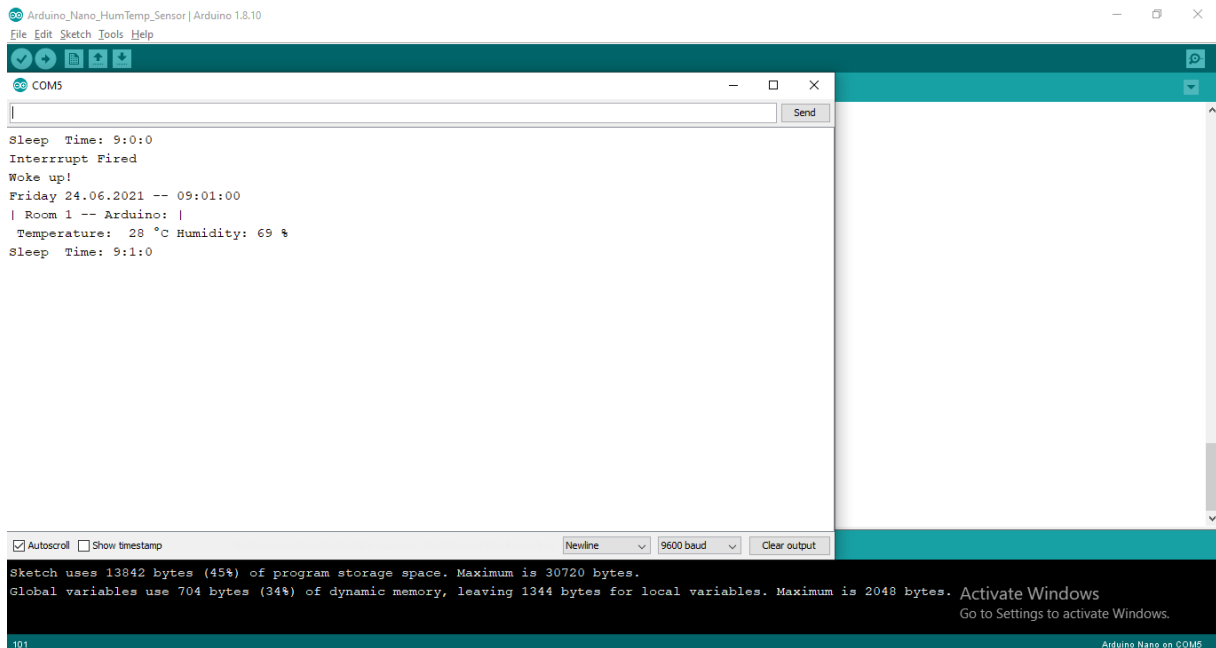 Arduino_Nano_HumTemp_Sensor | Arduino 1.8.10
File Edit Sketch Tools Help
COM5
Send
Sleep  Time: 9:0:0
Interrrupt Fired
Woke up!
Friday 24.06.2021 -- 09:01:00
| Room 1 -- Arduino: |
 Temperature:  28 °C Humidity: 69 %
Sleep  Time: 9:1:0
Autoscroll Show timestamp Newline 9600 baud Clear output
Sketch uses 13842 bytes (45%) of program storage space. Maximum is 30720 bytes.
Global variables use 704 bytes (34%) of dynamic memory, leaving 1344 bytes for local variables. Maximum is 2048 bytes.
Activate Windows
Go to Settings to activate Windows.
101 Arduino Nano on COM5